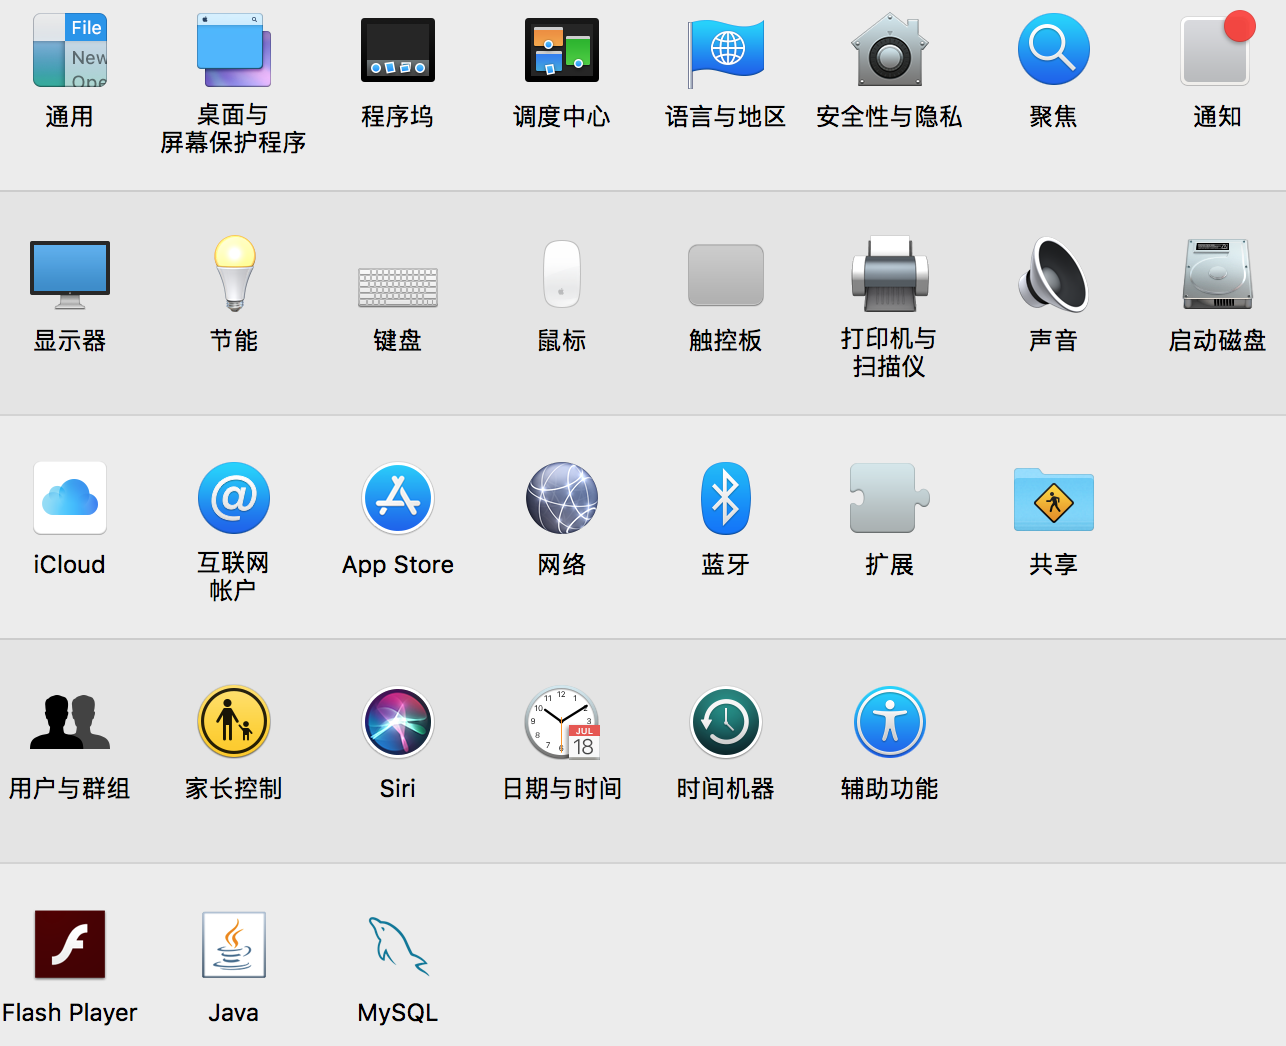 File
New
Ope
通用
桌面与
屏幕保护程序
程序坞
调度中心
语言与地区
安全性与隐私
聚焦
通知
显示器
节能
键盘
鼠标
触控板
打印机与
扫描仪
声音
启动磁盘
iCloud
互联网
帐户
App Store
网络
蓝牙
扩展
共享
用户与群组
家长控制
Siri
12
1
2
3
6
7
8
9
10
11
JUL
18
日期与时间
时间机器
辅助功能
Flash Player
Java
MySQL